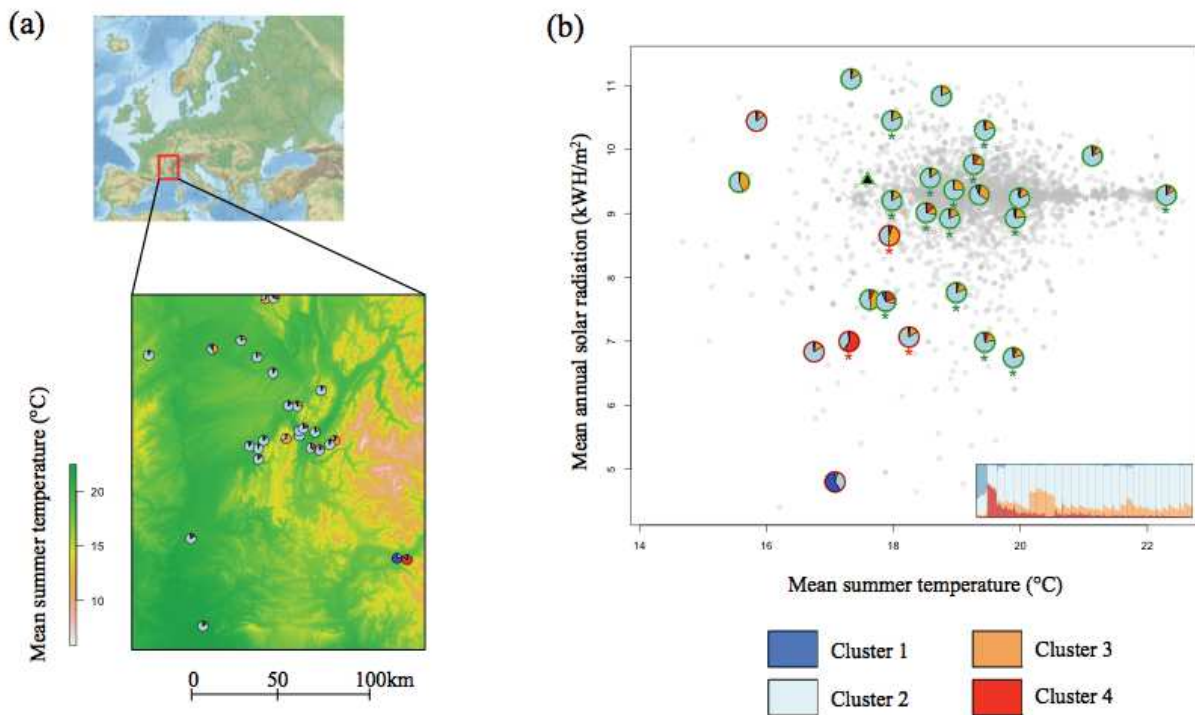 (a)
(b)
Mean summer temperature (°C)
20
15
10
0 50 100km
Mean annual solar radiation (kWH/m²)
11
10
9
8
7
6
5
14 16 18 20 22
Mean summer temperature (°C)
Cluster 1
Cluster 3
Cluster 2
Cluster 4